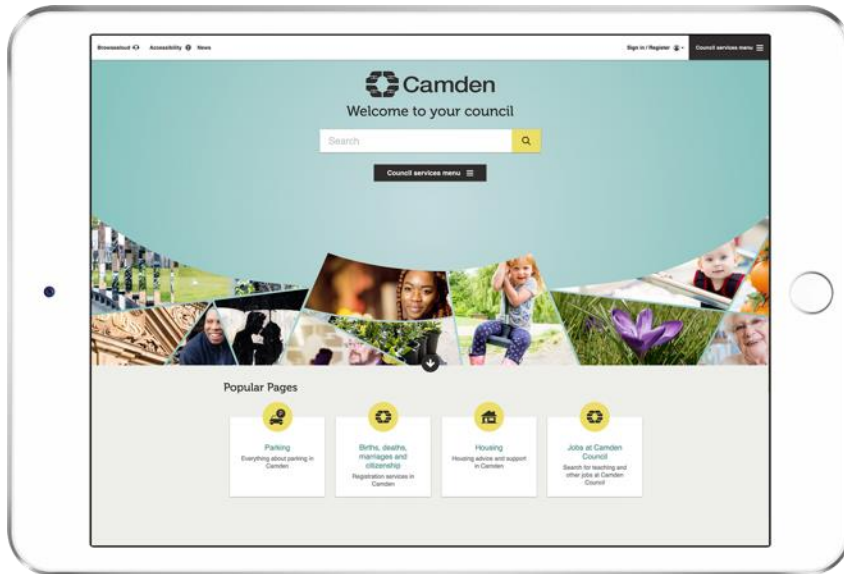 Browsealoud Accessibility News
Sign in / Register
Council services menu
Camden
Welcome to your council
Search
Council services menu
Popular Pages
Parking
Everything about parking in
Camden
Births, deaths,
marriages and
citizenship
Registration services in
Camden
Housing
Housing advice and support
in Camden
Jobs at Camden
Council
Search for teaching and
other jobs at Camden
Council